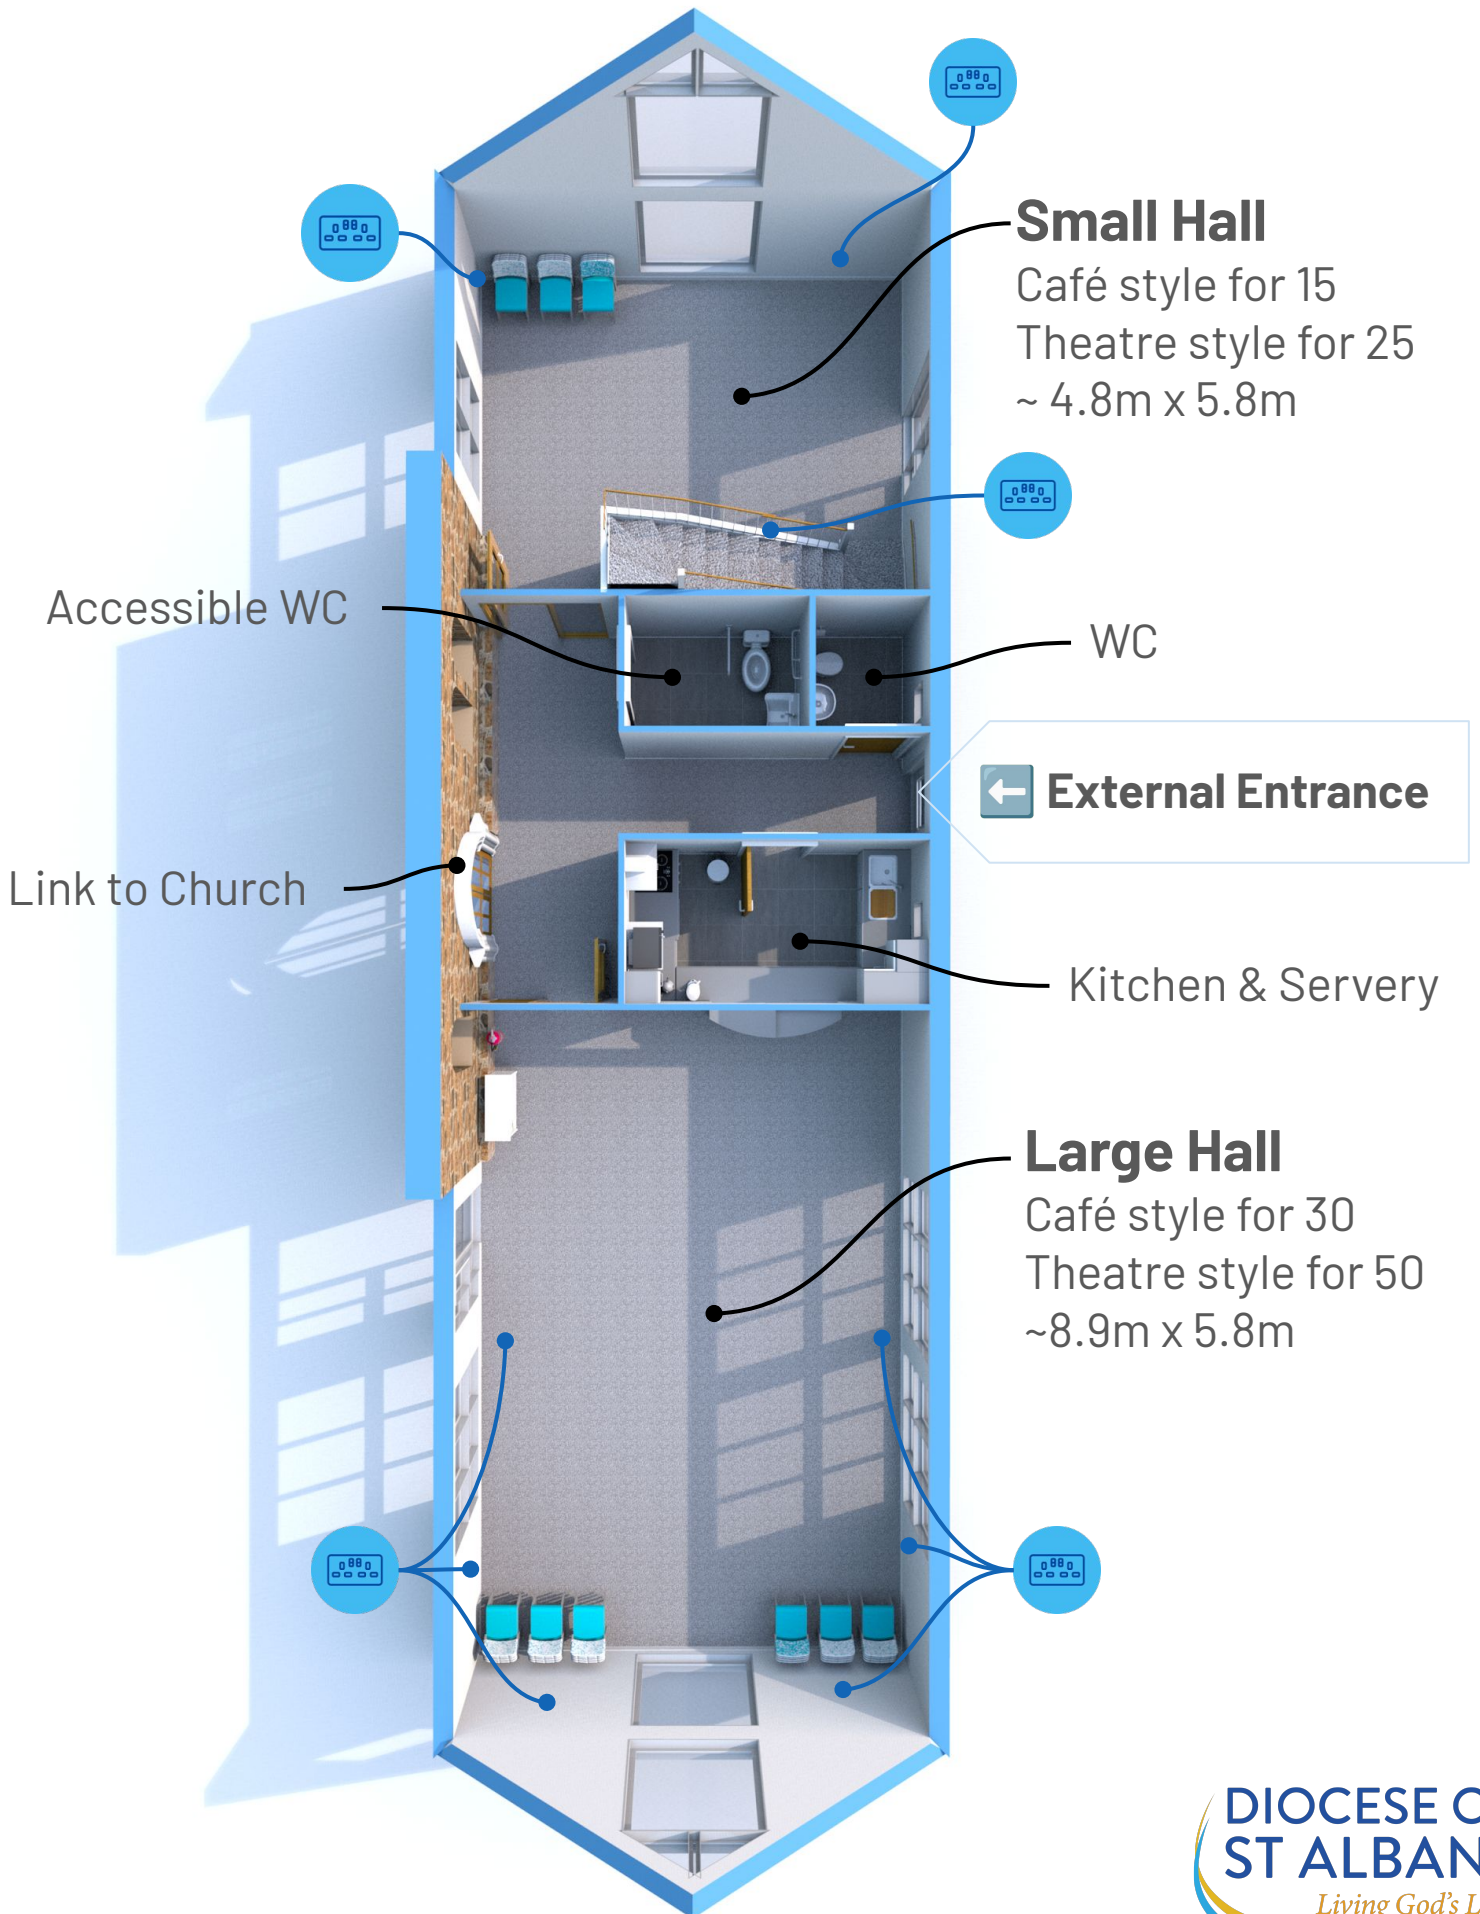 Small Hall
Café style for 15
Theatre style for 25
~ 4.8m x 5.8m
Accessible WC
WC
External Entrance
Link to Church
Kitchen & Servery
Large Hall
Café style for 30
Theatre style for 50
~8.9m x 5.8m
DIOCESE
ST ALBAN
Living God's